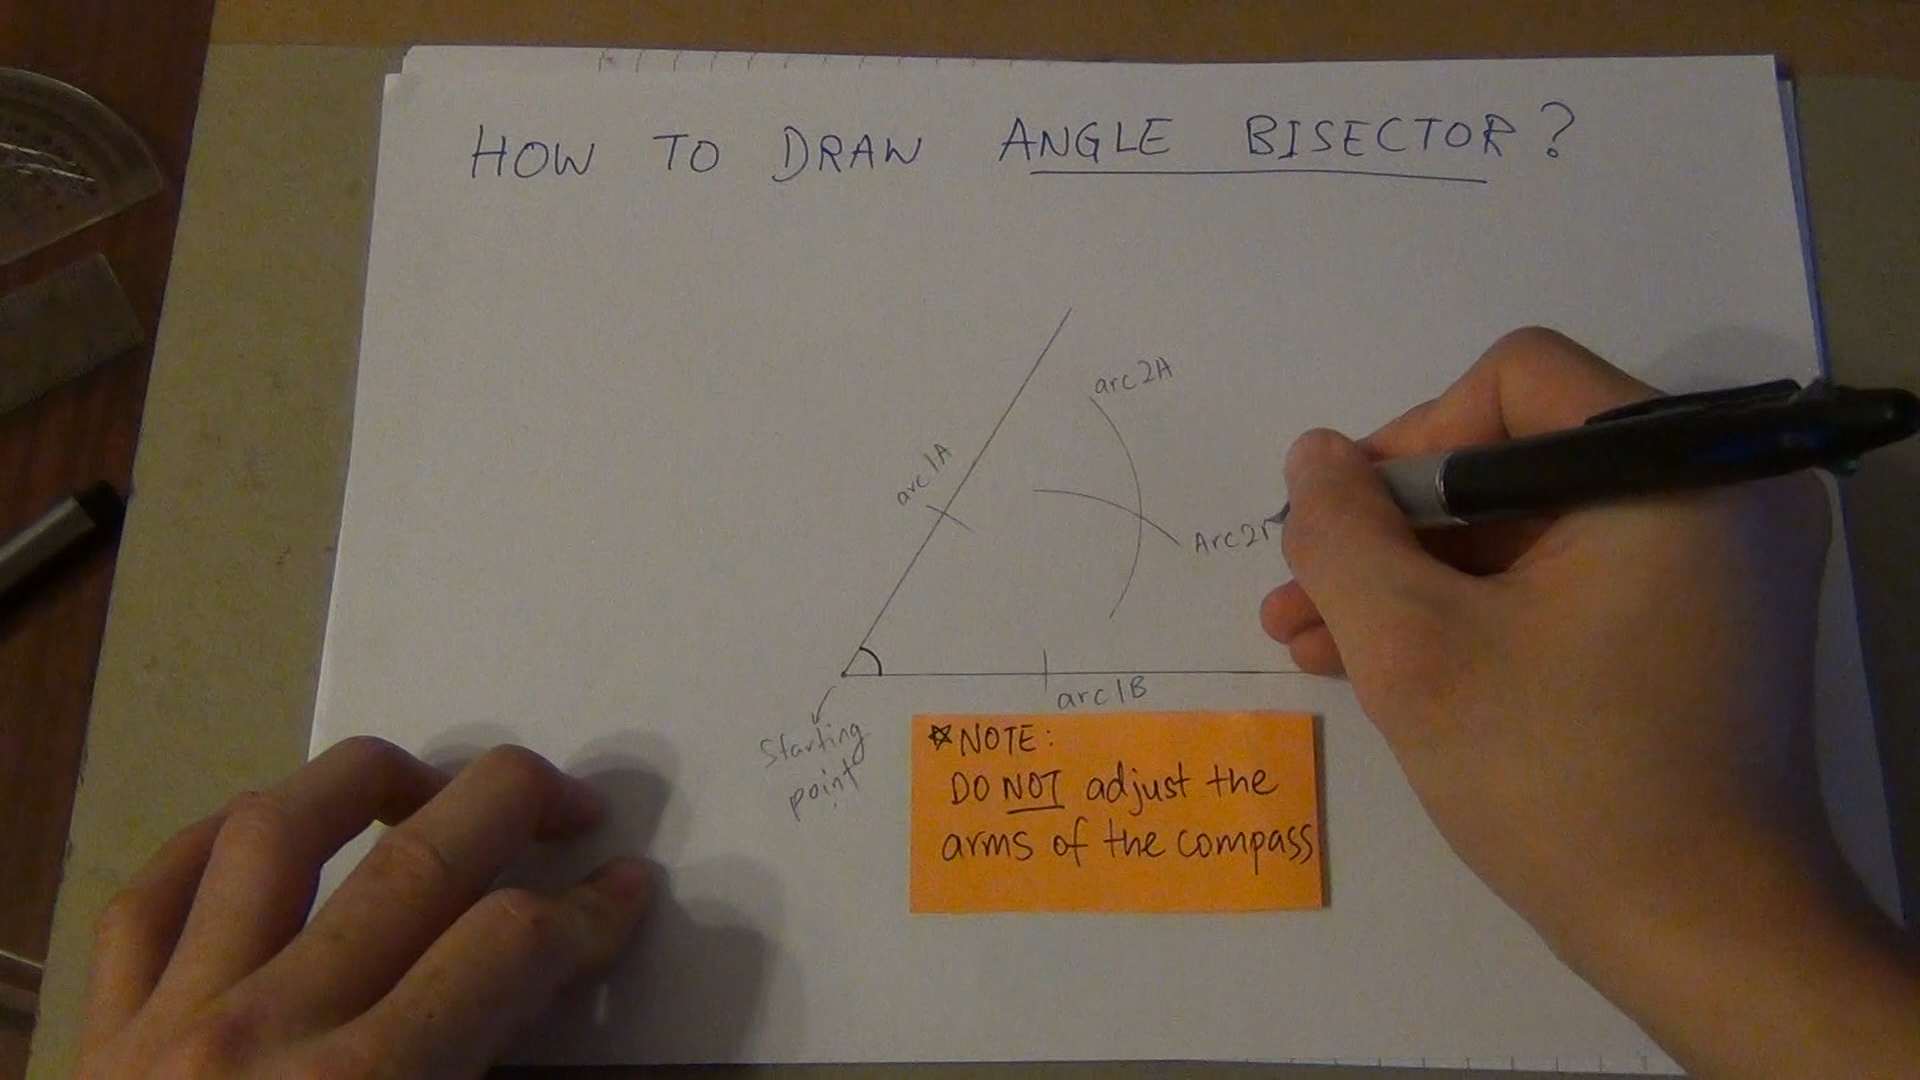 HOW TO DRAW ANGLE BISECTOR?
arc2A
arc1A
arc1B
Starting
point
☆NOTE:
DO NOT adjust the
arms of the compass